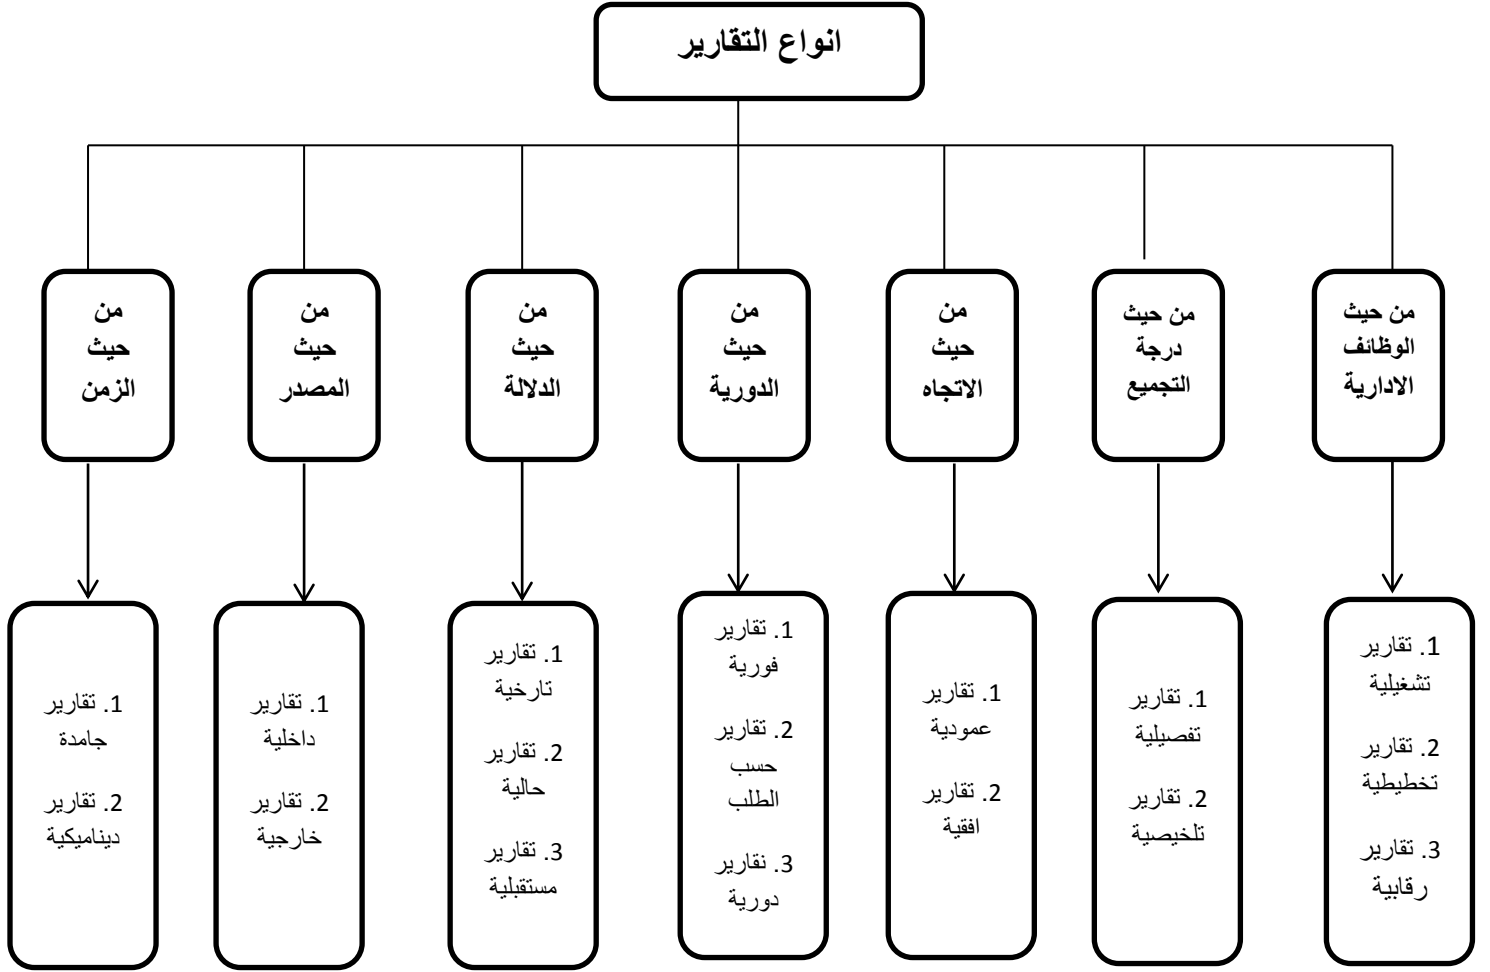 انواع التقارير
من حيث
الوظائف
الادارية
من حيث
درجة
التجميع
من
حيث
الاتجاه
من
حيث
الدورية
من
حيث
الدلالة
من
حيث
المصدر
من
حيث
الزمن
1. تقارير
تشغيلية
2. تقارير
تخطيطية
3. تقارير
رقابية
1. تقارير
تفصيلية
2. تقارير
تلخيصية
1. تقارير
عمودية
2. تقارير
افقية
1. تقارير
فورية
2. تقارير
حسب
الطلب
3. نقارير
دورية
1. تقارير
تارخية
2. تقارير
حالية
3. تقارير
مستقبلية
1. تقارير
داخلية
2. تقارير
خارجية
1. تقارير
جامدة
2. تقارير
ديناميكية